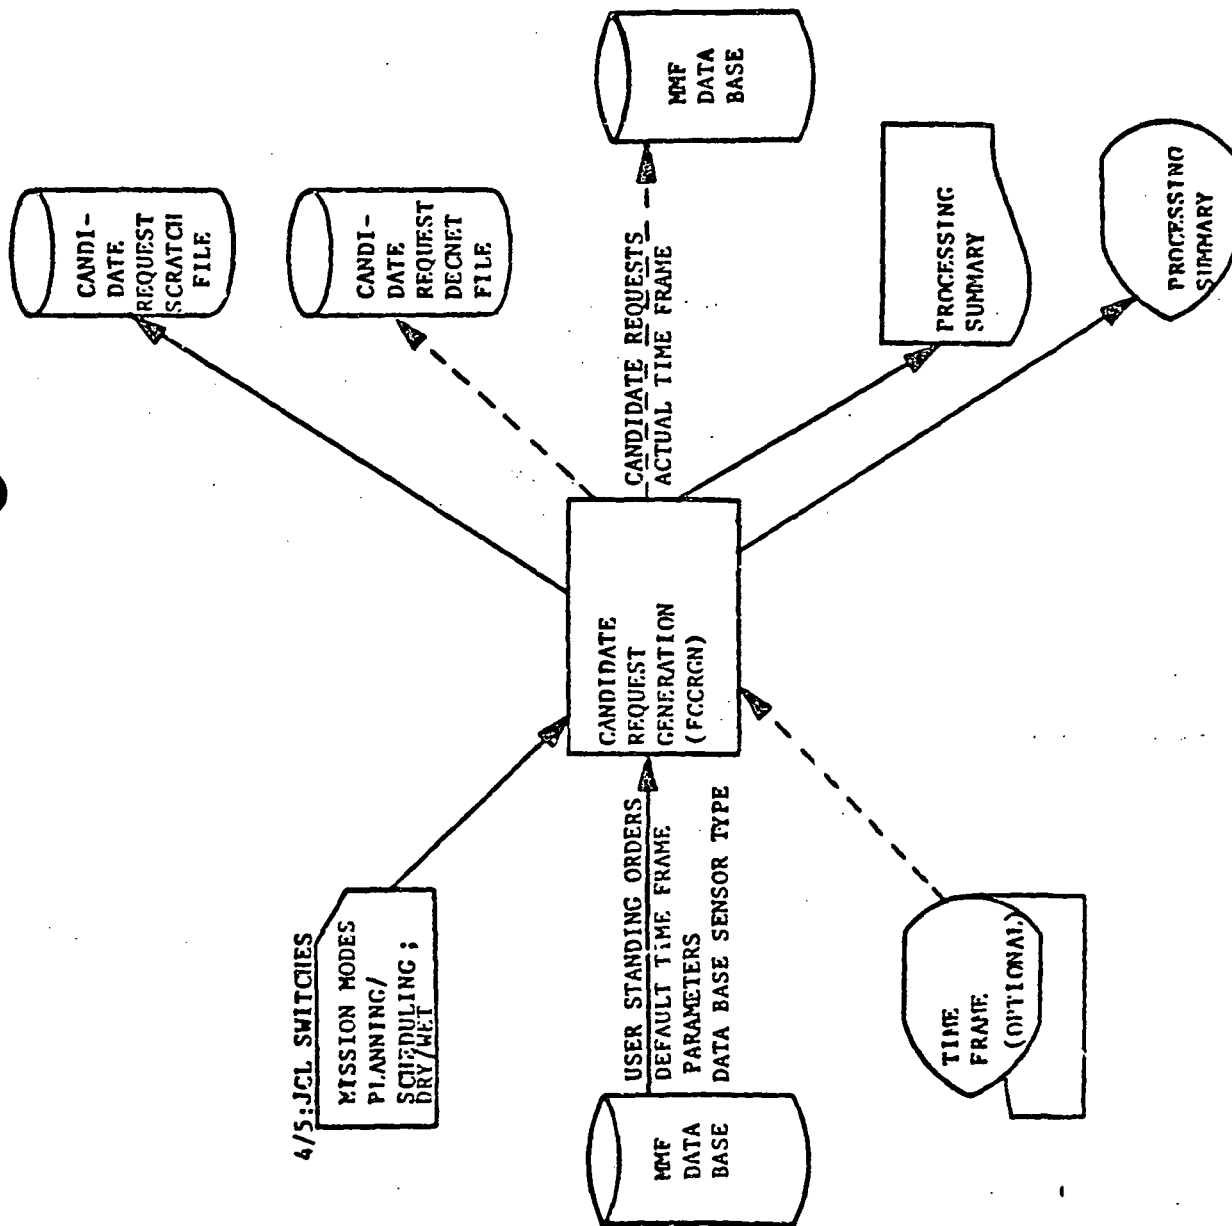 4/5:JCL SWITCHES
MISSION MODES
PLANNING/
SCHEDULING ;
DRY/WET
MMF
DATA
BASE
USER STANDING ORDERS
DEFAULT TIME FRAME
PARAMETERS
DATA BASE SENSOR TYPE
TIME
FRAME
(OPTIONAL)
CANDIDATE
REQUEST
GENERATION
(FCCRGN)
CANDI-
DATE
REQUEST
SCRATCH
FILE
CANDI-
DATE
REQUEST
DECNET
FILE
CANDIDATE REQUESTS
ACTUAL TIME FRAME
MMF
DATA
BASE
PROCESSING
SUMMARY
PROCESSING
SUMMARY